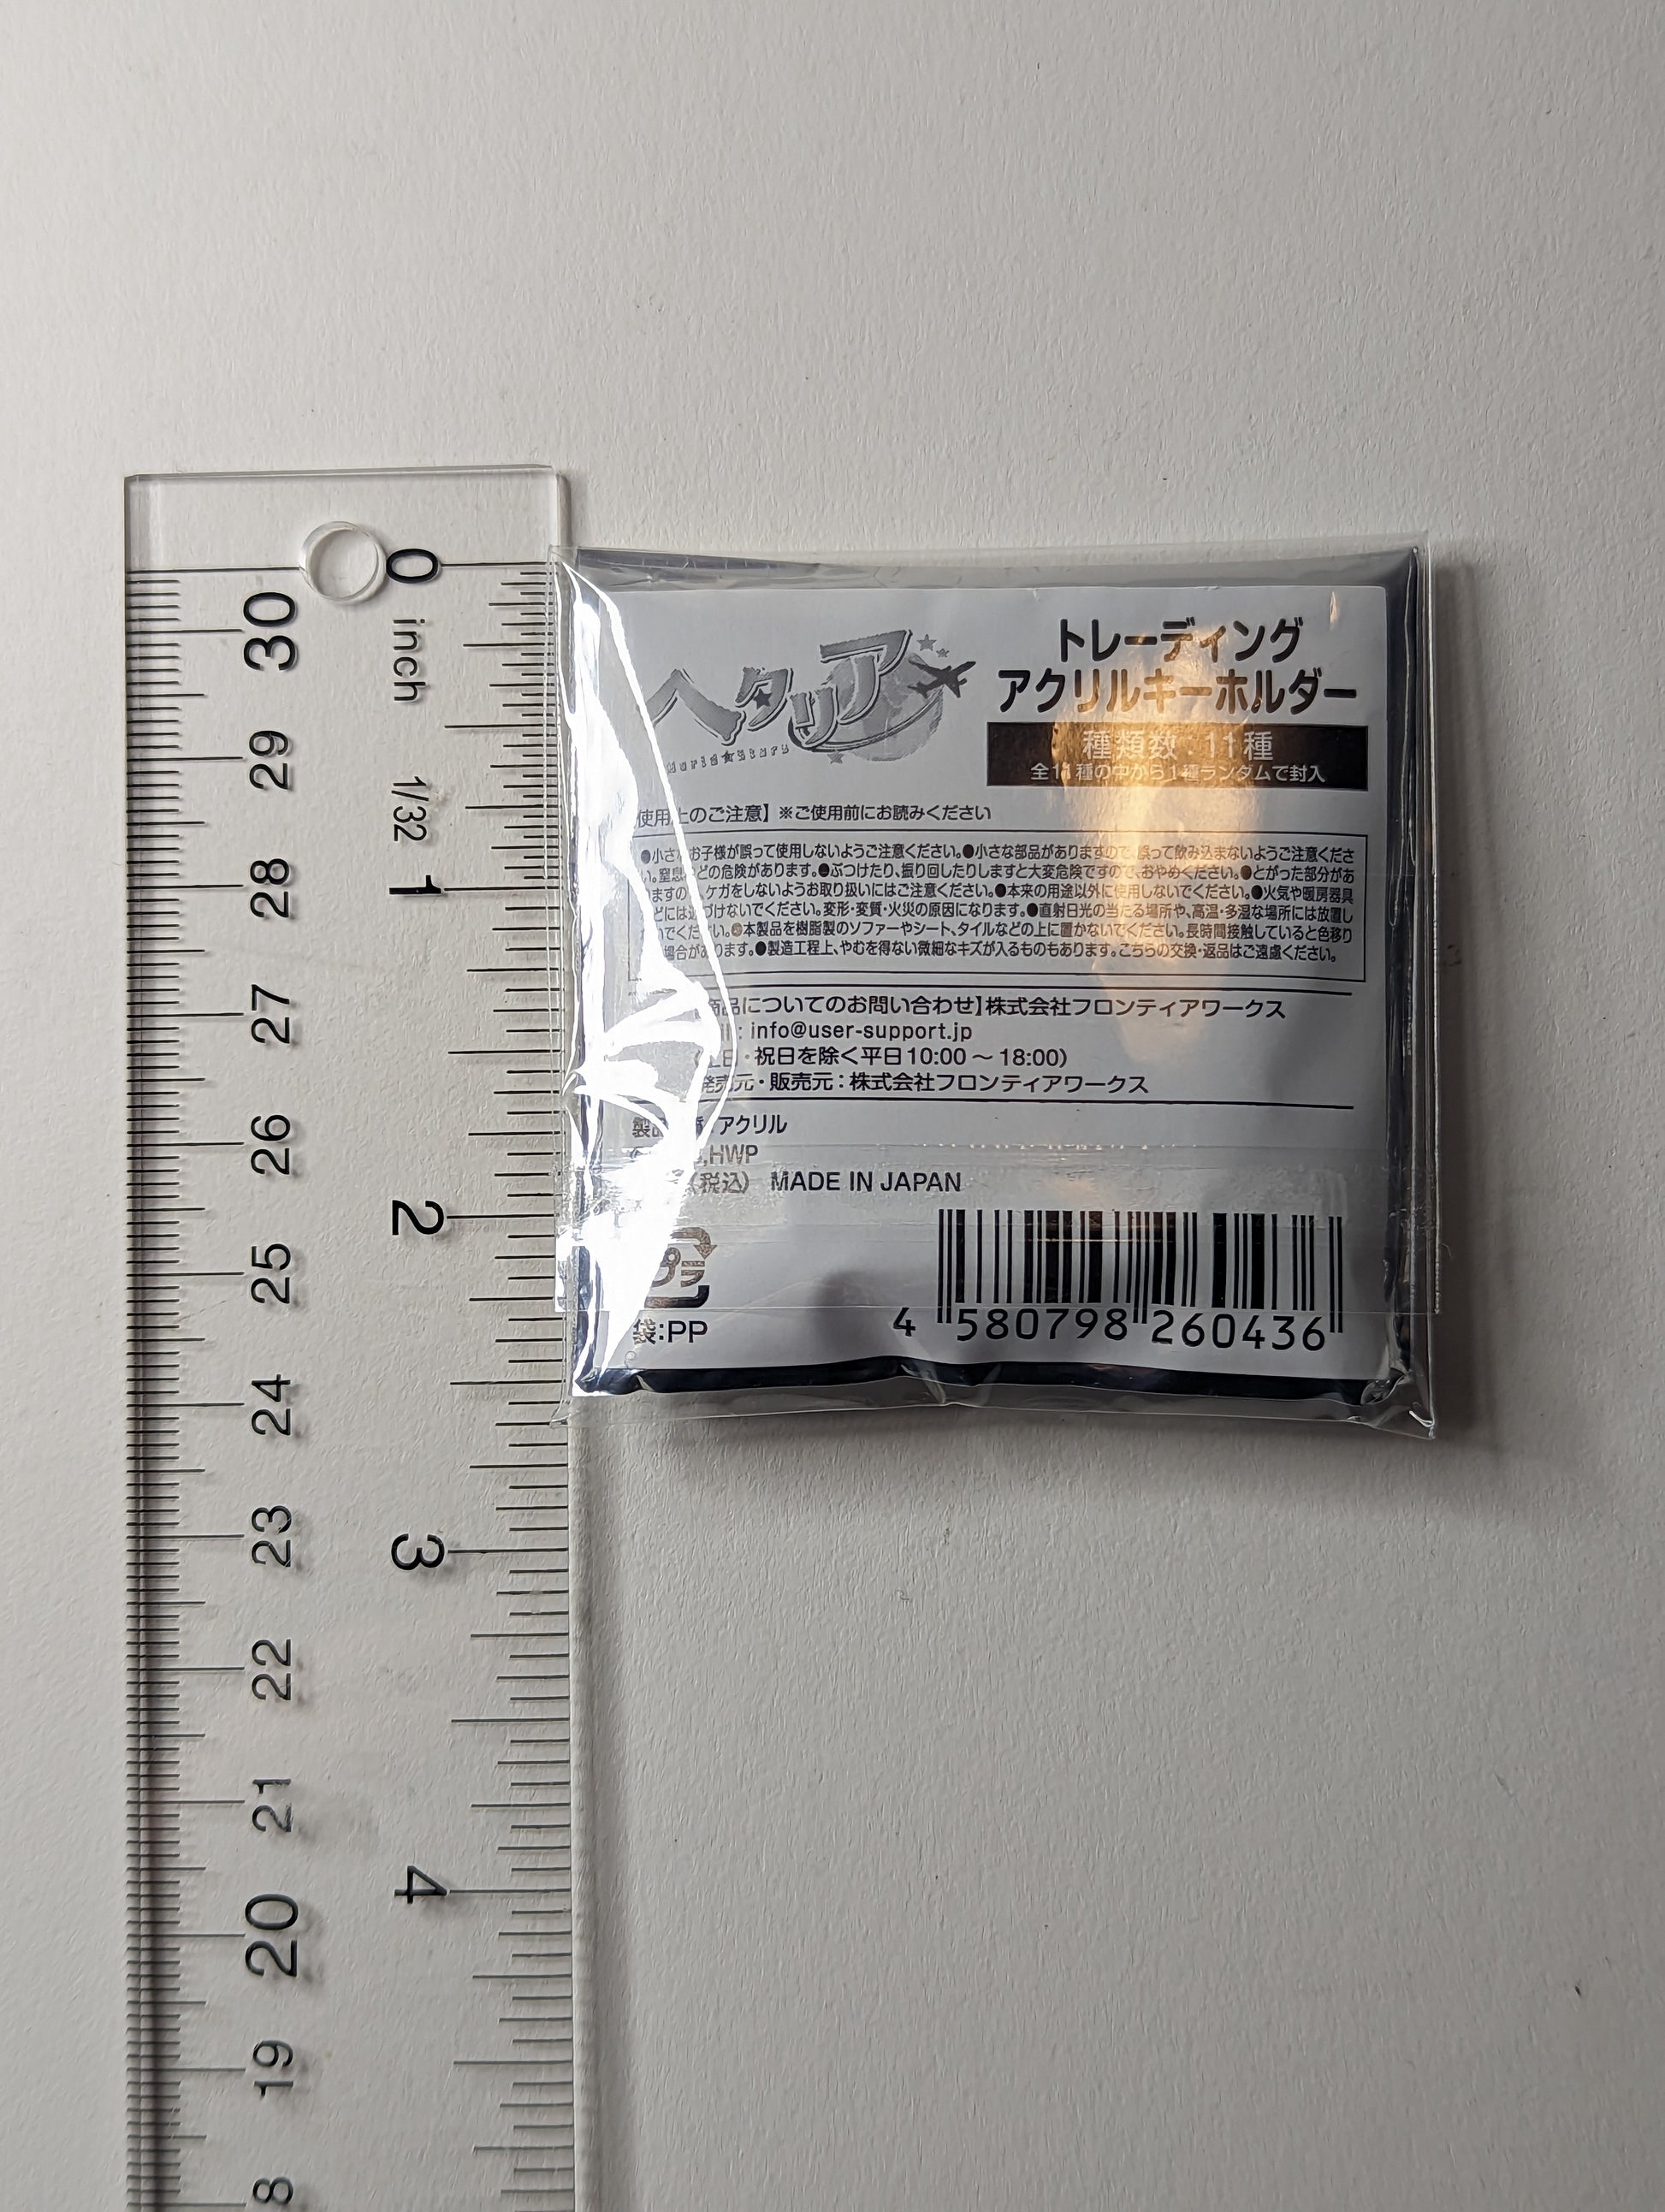 0
inch
1/32
1
2
3
4
30
29
28
27
26
25
24
23
22
21
20
19
8
ヘタリア
World★Stars
トレーディング
アクリルキーホルダー
種類数:11種
全11種の中から1種ランダムで封入
使用上のご注意】※ご使用前にお読みください
●小さなお子様が誤って使用しないようご注意ください。●小さな部品がありますので、誤って飲み込まないようご注意くださ
い。窒息などの危険があります。●ぶつけたり、振り回したりしますと大変危険ですので、おやめください。●とがった部分があ
りますので、ケガをしないようお取り扱いにはご注意ください。●本来の用途以外に使用しないでください。●火気や暖房器具
などには近づけないでください。変形・変質・火災の原因になります。●直射日光の当たる場所や、高温・多湿な場所には放置し
ないでください。●本製品を樹脂製のソファーやシート、タイルなどの上に置かないでください。長時間接触していると色移り
場合があります。●製造工程上、やむを得ない微細なキズが入るものもあります。こちらの交換・返品はご遠慮ください。
商品についてのお問い合わせ】株式会社フロンティアワークス
: info@user-support.jp
日・祝日を除く平日10:00 ~ 18:00)
発売元・販売元:株式会社フロンティアワークス
アクリル
,HWP
(税込) MADE IN JAPAN
プラ
袋:PP
4 580798 260436